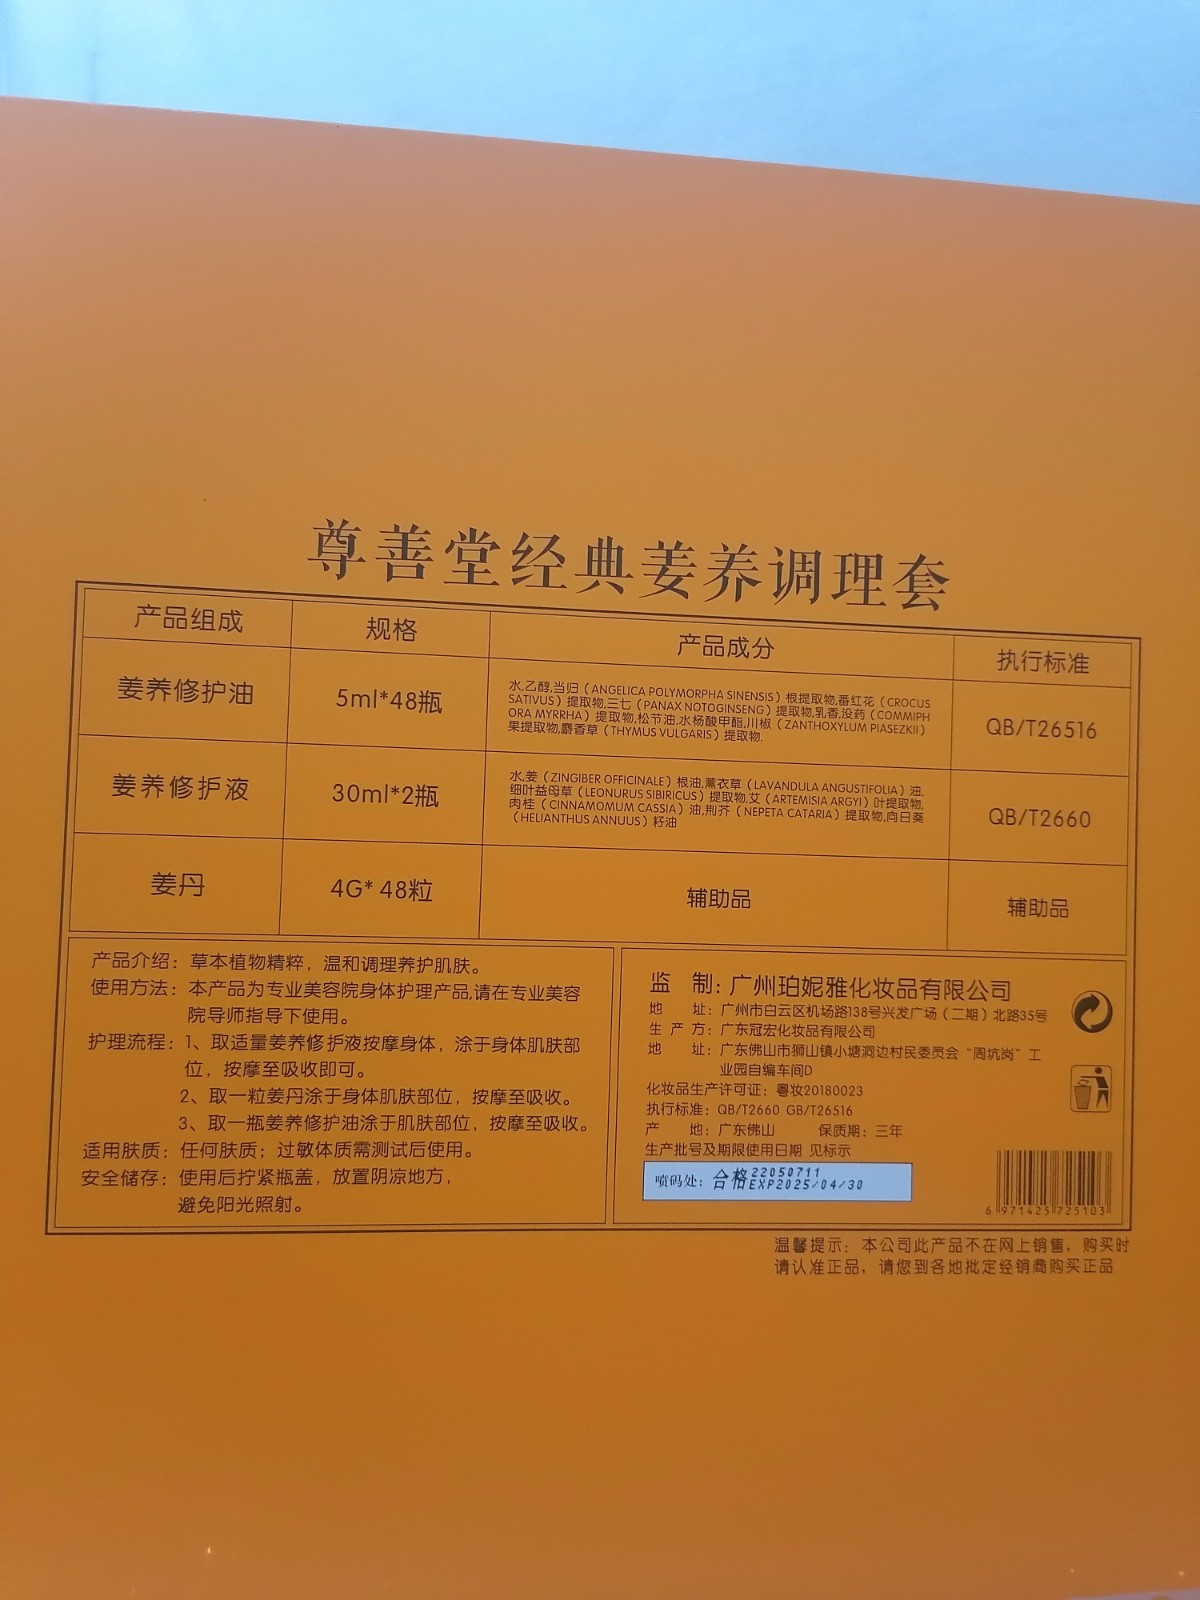 尊善堂经典姜养调理套
产品组成 规格 产品成分 执行标准
姜养修护油 5ml*48瓶
水,乙醇,当归（ANGELICA POLYMORPHA SINENSIS）根提取物,番红花（CROCUS
SATIVUS）提取物,三七（PANAX NOTOGINSENG）提取物,乳香,没药（COMMIPH
ORA MYRRHA）提取物,松节油,水杨酸甲酯,川椒（ZANTHOXYLUM PIASEZKII）
果提取物,麝香草（THYMUS VULGARIS）提取物.
QB/T26516
姜养修护液 30ml*2瓶
水,姜（ZINGIBER OFFICINALE）根油,薰衣草（LAVANDULA ANGUSTIFOLIA）油,
细叶益母草（LEONURUS SIBIRICUS）提取物,艾（ARTEMISIA ARGYI）叶提取物,
肉桂（CINNAMOMUM CASSIA）油,荆芥（NEPETA CATARIA）提取物,向日葵
（HELIANTHUS ANNUUS）籽油
QB/T2660
姜丹 4G* 48粒 辅助品 辅助品
产品介绍：草本植物精粹，温和调理养护肌肤。
使用方法：本产品为专业美容院身体护理产品,请在专业美容
院导师指导下使用。
护理流程：1、取适量姜养修护液按摩身体，涂于身体肌肤部
位，按摩至吸收即可。
2、取一粒姜丹涂于身体肌肤部位，按摩至吸收。
3、取一瓶姜养修护油涂于肌肤部位，按摩至吸收。
适用肤质：任何肤质；过敏体质需测试后使用。
安全储存：使用后拧紧瓶盖，放置阴凉地方，
避免阳光照射。
监 制：广州珀妮雅化妆品有限公司
地 址：广州市白云区机场路138号兴发广场（二期）北路35号
生 产 方：广东冠宏化妆品有限公司
地 址：广东佛山市狮山镇小塘洞边村民委员会“周坑岗”工
业园自编车间D
化妆品生产许可证：粤妆20180023
执行标准：QB/T2660 GB/T26516
产 地：广东佛山 保质期：三年
生产批号及期限使用日期 见标示
喷码处：合格 22050711
EXP2025/04/30
6 971425 725103
温馨提示：本公司此产品不在网上销售，购买时
请认准正品，请您到各地批定经销商购买正品